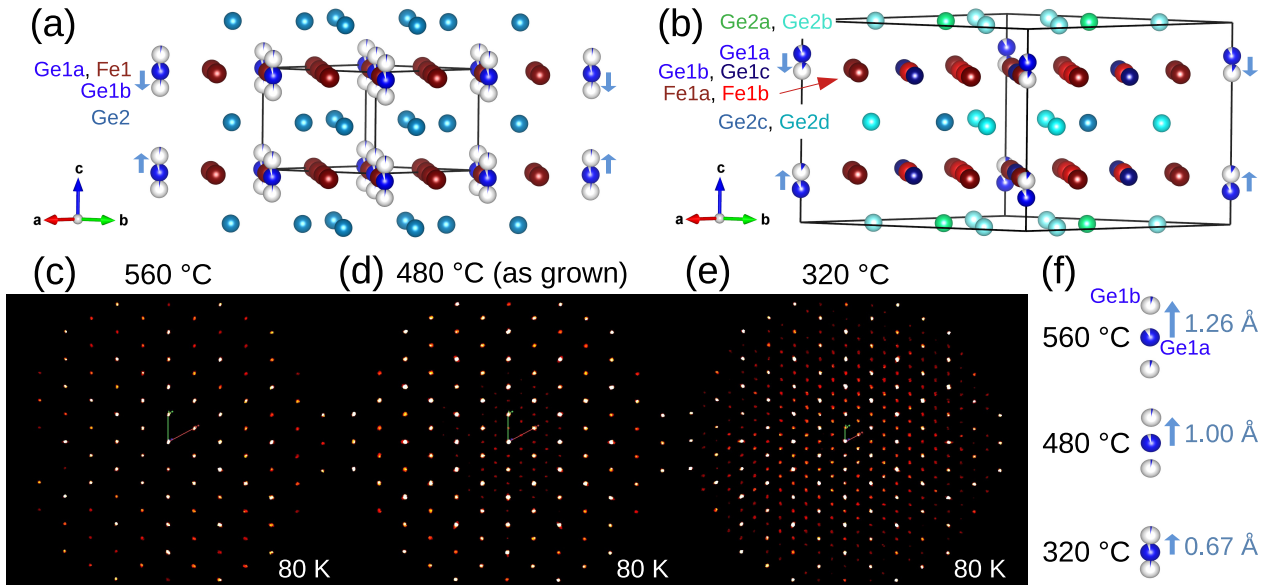 (a)
Ge1a, Fe1
Ge1b
Ge2
c
a
b
(b)
Ge2a, Ge2b
Ge1a
Ge1b, Ge1c
Fe1a, Fe1b
Ge2c, Ge2d
c
a
b
(c)
560 °C
80 K
(d)
480 °C (as grown)
80 K
(e)
320 °C
80 K
(f)
Ge1b
560 °C
1.26 Å
Ge1a
480 °C
1.00 Å
320 °C
0.67 Å